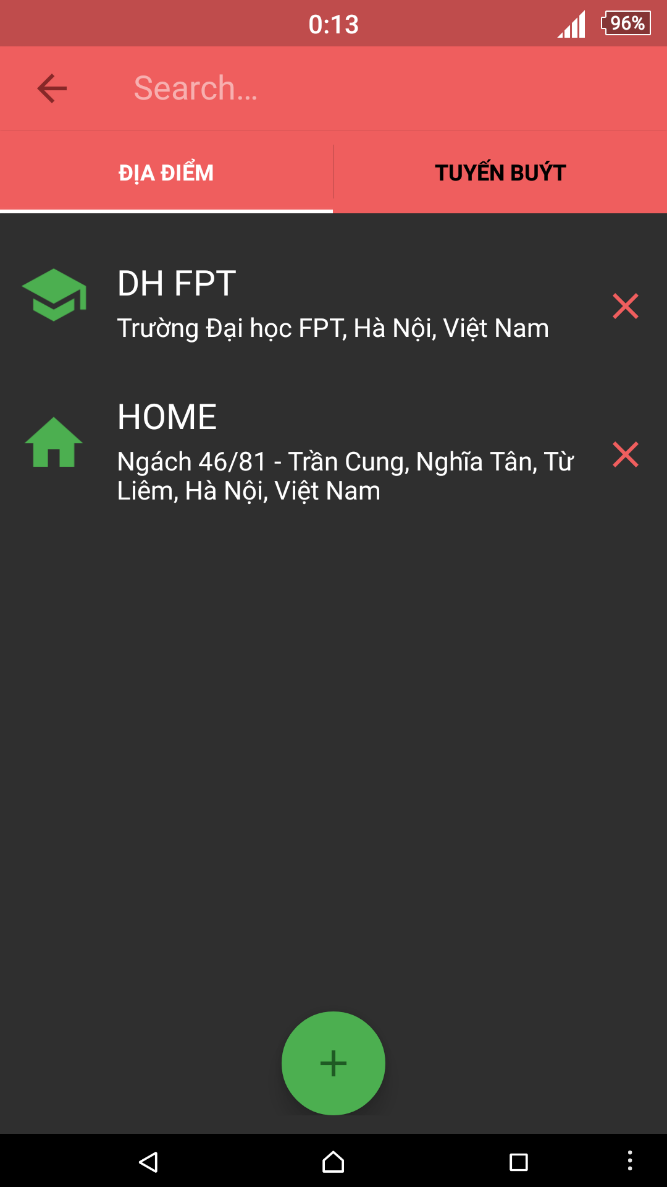 0:13
96%
Search...
ĐỊA ĐIỂM
TUYẾN BUÝT
DH FPT
Trường Đại học FPT, Hà Nội, Việt Nam
HOME
Ngách 46/81 - Trần Cung, Nghĩa Tân, Từ
Liêm, Hà Nội, Việt Nam